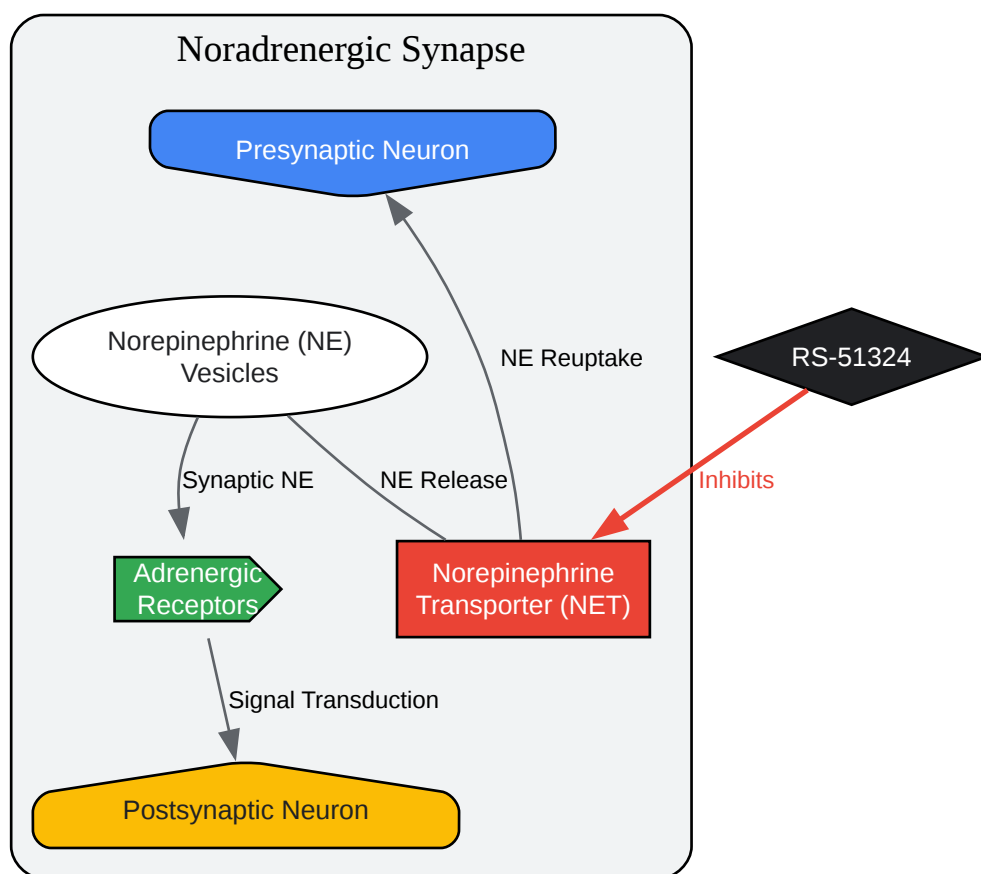 Noradrenergic Synapse
Presynaptic Neuron
Norepinephrine (NE)
Vesicles
NE Reuptake
RS-51324
Synaptic NE
NE Release
Inhibits
Adrenergic
Receptors
Norepinephrine
Transporter (NET)
Signal Transduction
Postsynaptic Neuron